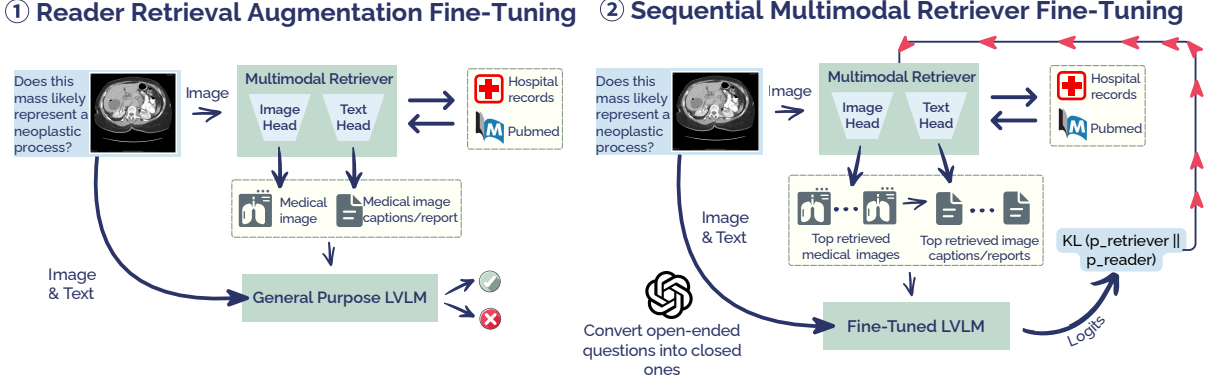 ① Reader Retrieval Augmentation Fine-Tuning
Does this
mass likely
represent a
neoplastic
process?
Image
Multimodal Retriever
Image
Head
Text
Head
Hospital
records
M
Pubmed
Medical
image
Medical image
captions/report
Image
& Text
General Purpose LVLM
② Sequential Multimodal Retriever Fine-Tuning
Does this
mass likely
represent a
neoplastic
process?
Image
Multimodal Retriever
Image
Head
Text
Head
Hospital
records
M
Pubmed
Top retrieved
medical images
Top retrieved image
captions/reports
Image
& Text
KL (p_retriever ||
p_reader)
Convert open-ended
questions into closed
ones
Fine-Tuned LVLM
Logits